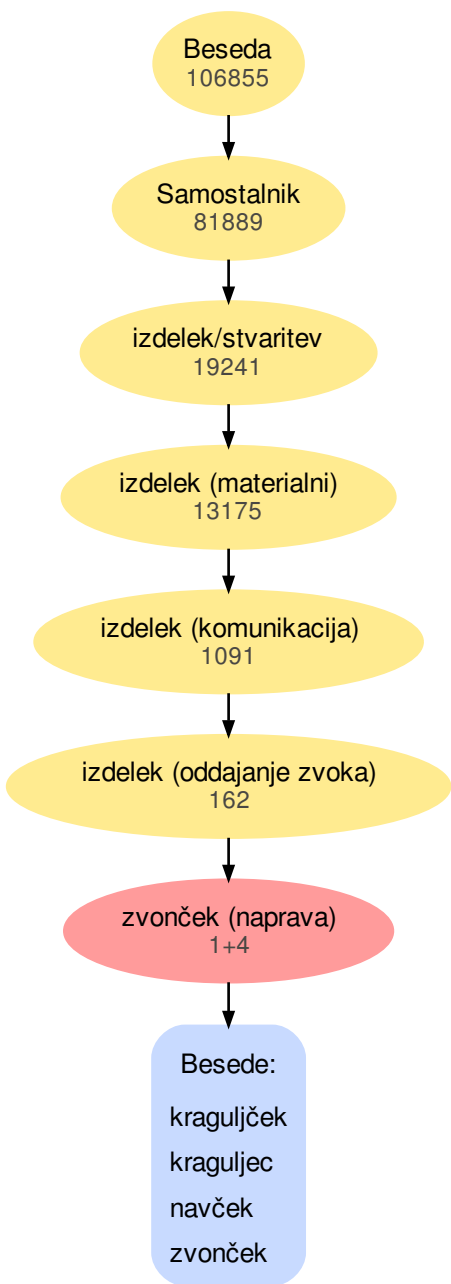 Beseda
106855
Samostalnik
81889
izdelek/stvaritev
19241
izdelek (materialni)
13175
izdelek (komunikacija)
1091
izdelek (oddajanje zvoka)
162
zvonček (naprava)
1+4
Besede:
kraguljček
kraguljec
navček
zvonček